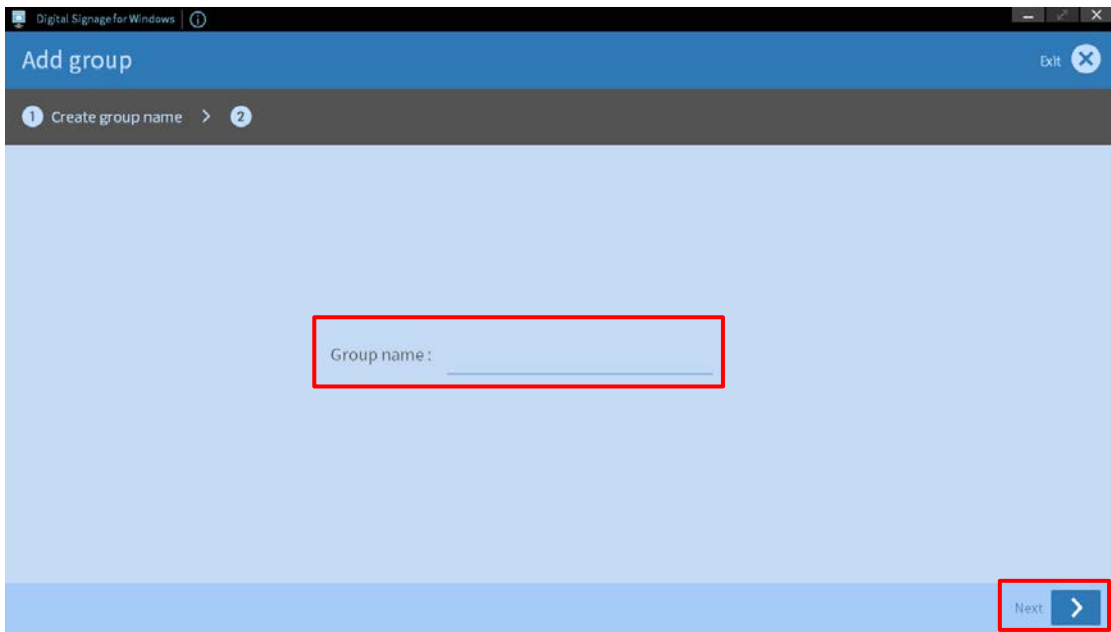 Digital Signage for Windows
Add group
Exit
1 Create group name > 2
Group name :
Next